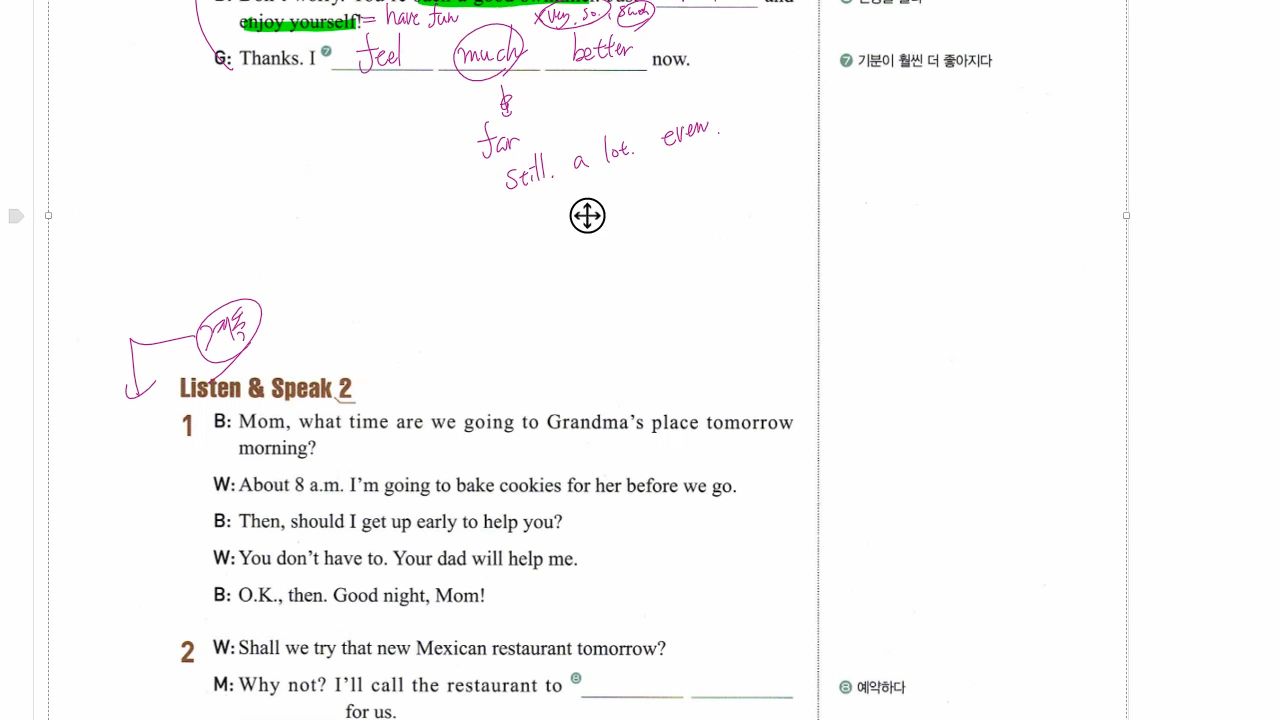 enjoy yourself! = have fun x very, so, such
G: Thanks. I ⑦ feel much better now.
⑦ 기분이 훨씬 더 좋아지다
far
still. a lot. even.
Listen & Speak 2
1 B: Mom, what time are we going to Grandma's place tomorrow
morning?
W: About 8 a.m. I'm going to bake cookies for her before we go.
B: Then, should I get up early to help you?
W: You don't have to. Your dad will help me.
B: O.K., then. Good night, Mom!
2 W: Shall we try that new Mexican restaurant tomorrow?
M: Why not? I'll call the restaurant to ⑧
⑧ 예약하다
for us.